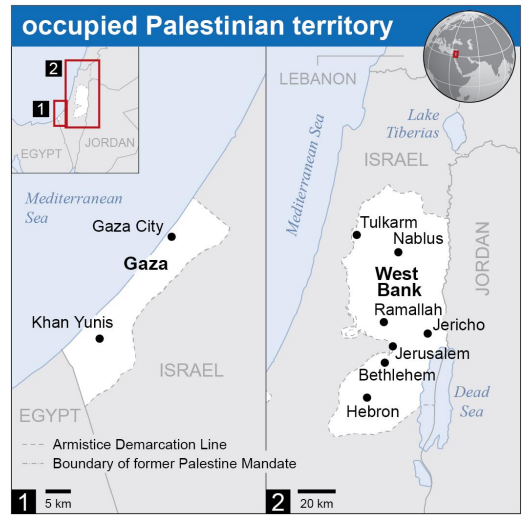 occupied Palestinian territory
2
1
EGYPT
JORDAN
Mediterranean
Sea
Gaza City
Gaza
Khan Yunis
ISRAEL
EGYPT
Armistice Demarcation Line
Boundary of former Palestine Mandate
1
5 km
LEBANON
Mediterranean Sea
Lake
Tiberias
ISRAEL
JORDAN
Tulkarm
Nablus
West
Bank
Ramallah
Jericho
Jerusalem
Bethlehem
Hebron
Dead
Sea
2
20 km